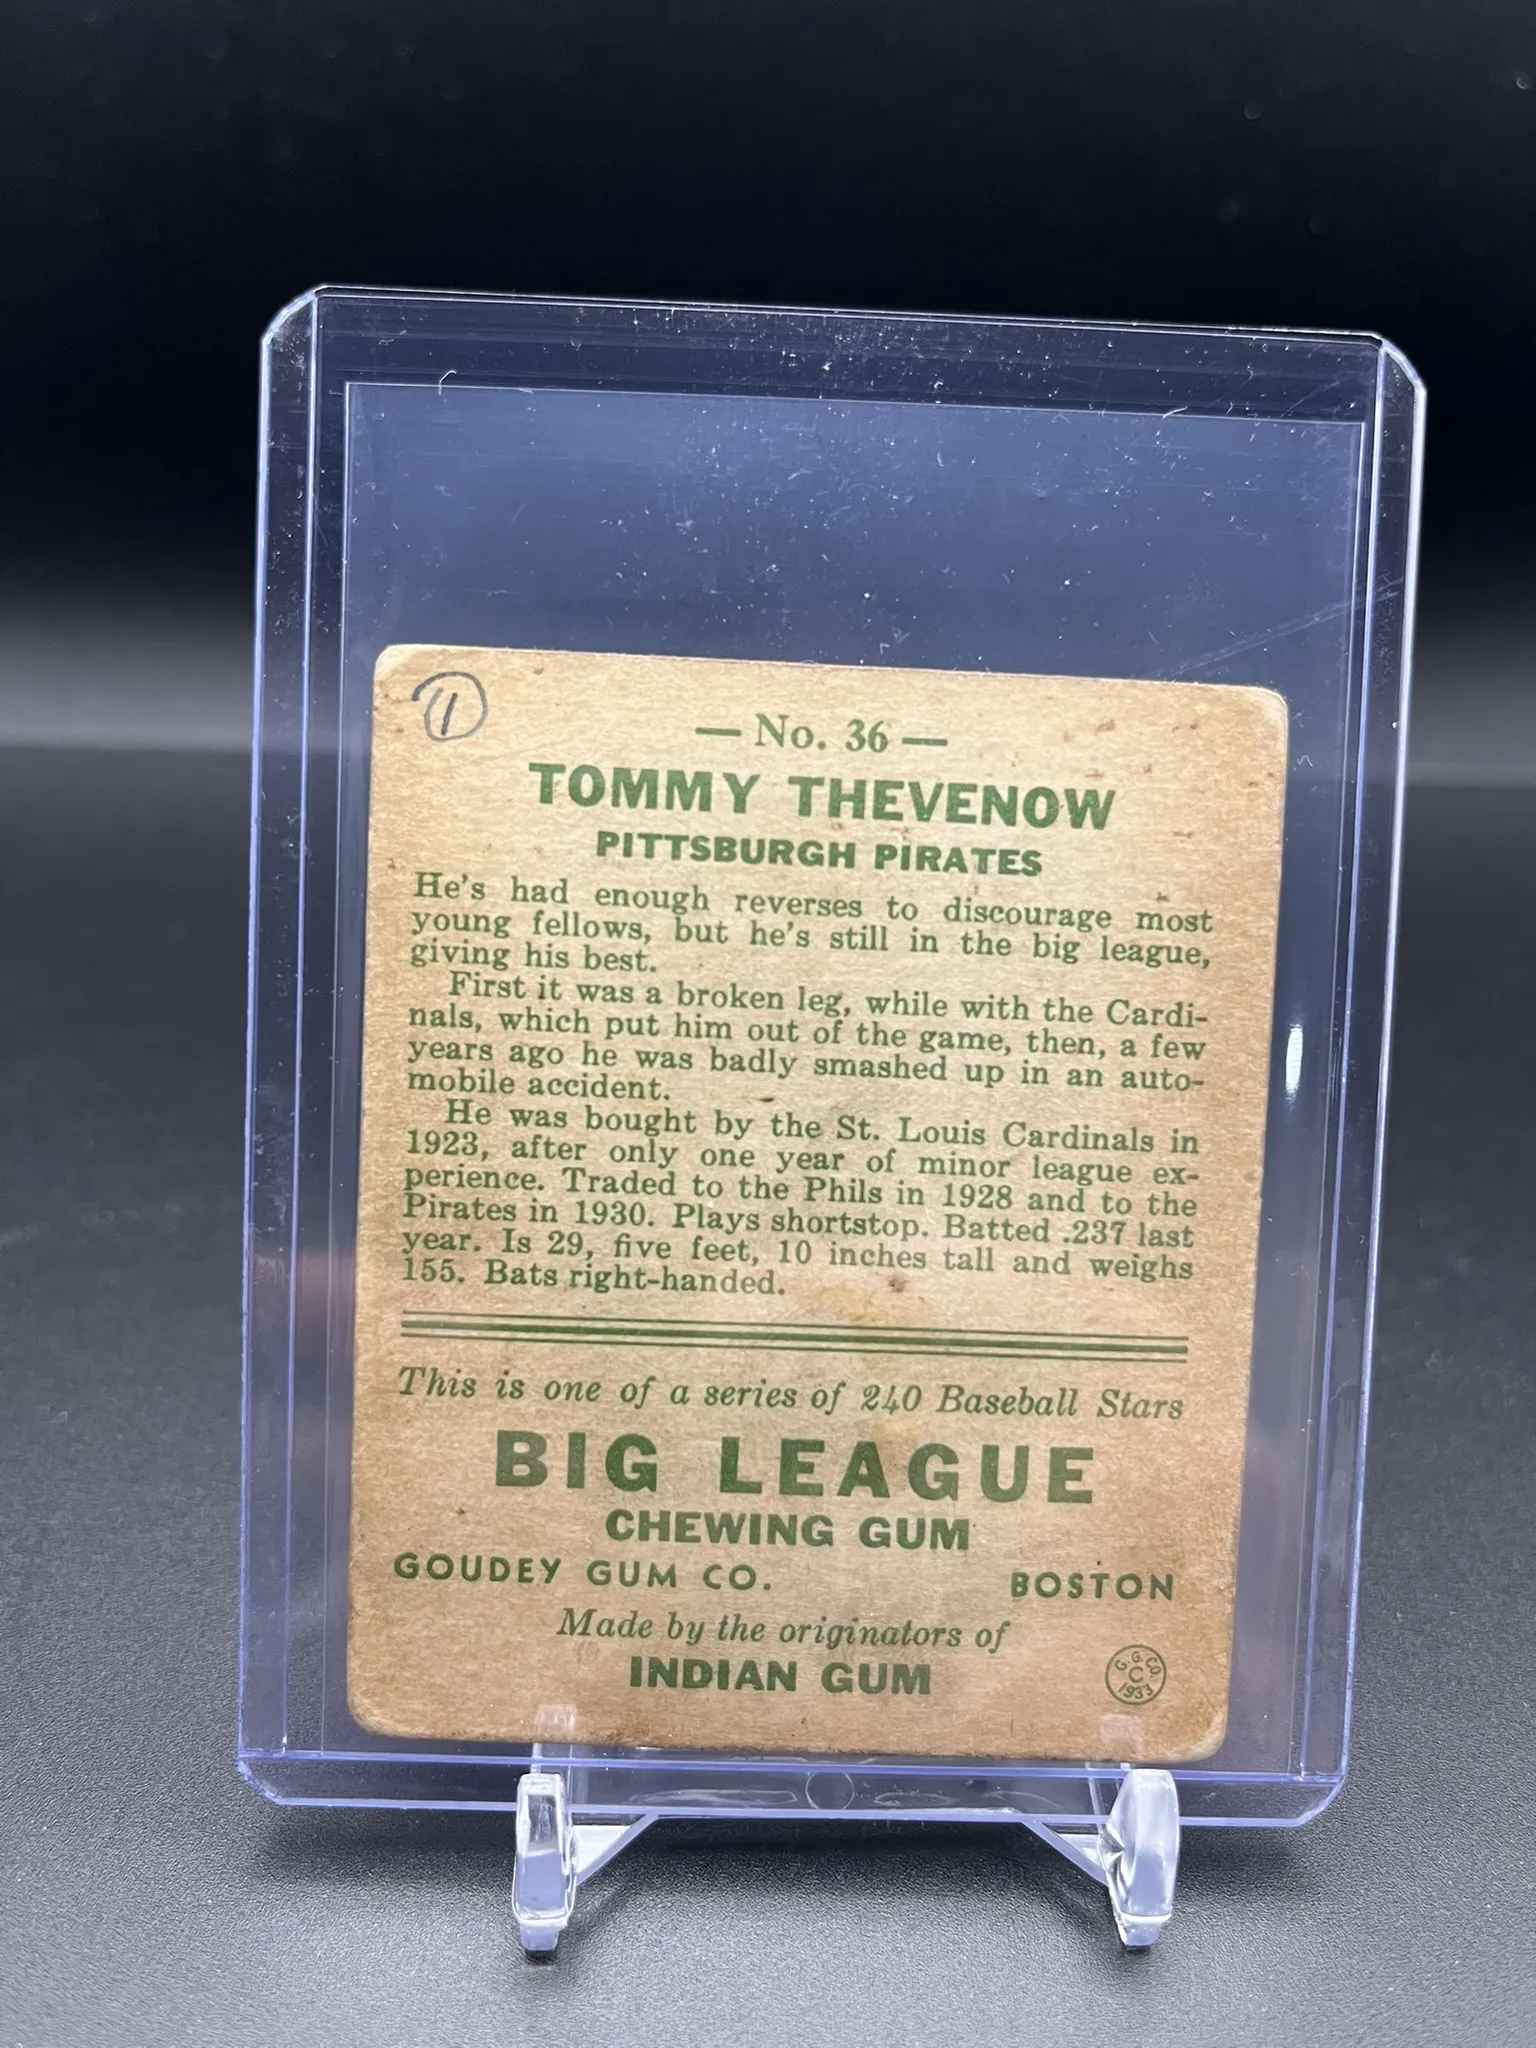 1
— No. 36 —
TOMMY THEVENOW
PITTSBURGH PIRATES
He's had enough reverses to discourage most
young fellows, but he's still in the big league,
giving his best.
First it was a broken leg, while with the Cardi-
nals, which put him out of the game, then, a few
years ago he was badly smashed up in an auto-
mobile accident.
He was bought by the St. Louis Cardinals in
1923, after only one year of minor league ex-
perience. Traded to the Phils in 1928 and to the
Pirates in 1930. Plays shortstop. Batted .237 last
year. Is 29, five feet, 10 inches tall and weighs
155. Bats right-handed.
This is one of a series of 240 Baseball Stars
BIG LEAGUE
CHEWING GUM
GOUDEY GUM CO. BOSTON
Made by the originators of
INDIAN GUM
G. G. CO.
C
1933